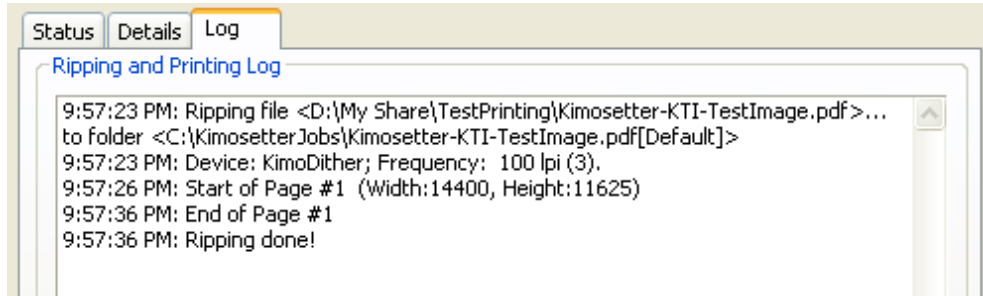 Status Details Log
Ripping and Printing Log
9:57:23 PM: Ripping file <D:\My Share\TestPrinting\Kimosetter-KTI-TestImage.pdf>...
to folder <C:\KimosetterJobs\Kimosetter-KTI-TestImage.pdf[Default]>
9:57:23 PM: Device: KimoDither; Frequency:  100 lpi (3).
9:57:26 PM: Start of Page #1  (Width:14400, Height:11625)
9:57:36 PM: End of Page #1
9:57:36 PM: Ripping done!